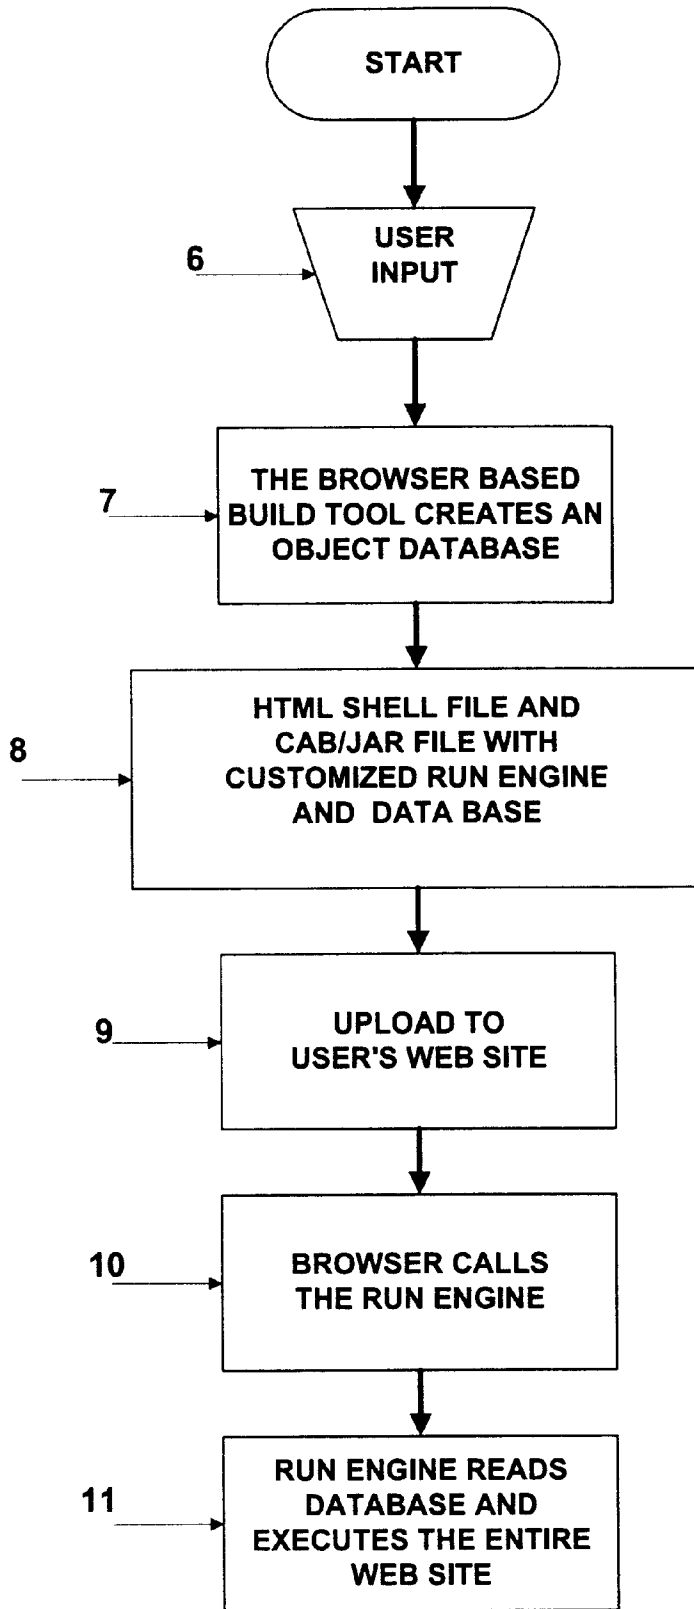 START
USER
INPUT
6
THE BROWSER BASED
BUILD TOOL CREATES AN
OBJECT DATABASE
7
HTML SHELL FILE AND
CAB/JAR FILE WITH
CUSTOMIZED RUN ENGINE
AND DATA BASE
8
UPLOAD TO
USER'S WEB SITE
9
BROWSER CALLS
THE RUN ENGINE
10
RUN ENGINE READS
DATABASE AND
EXECUTES THE ENTIRE
WEB SITE
11